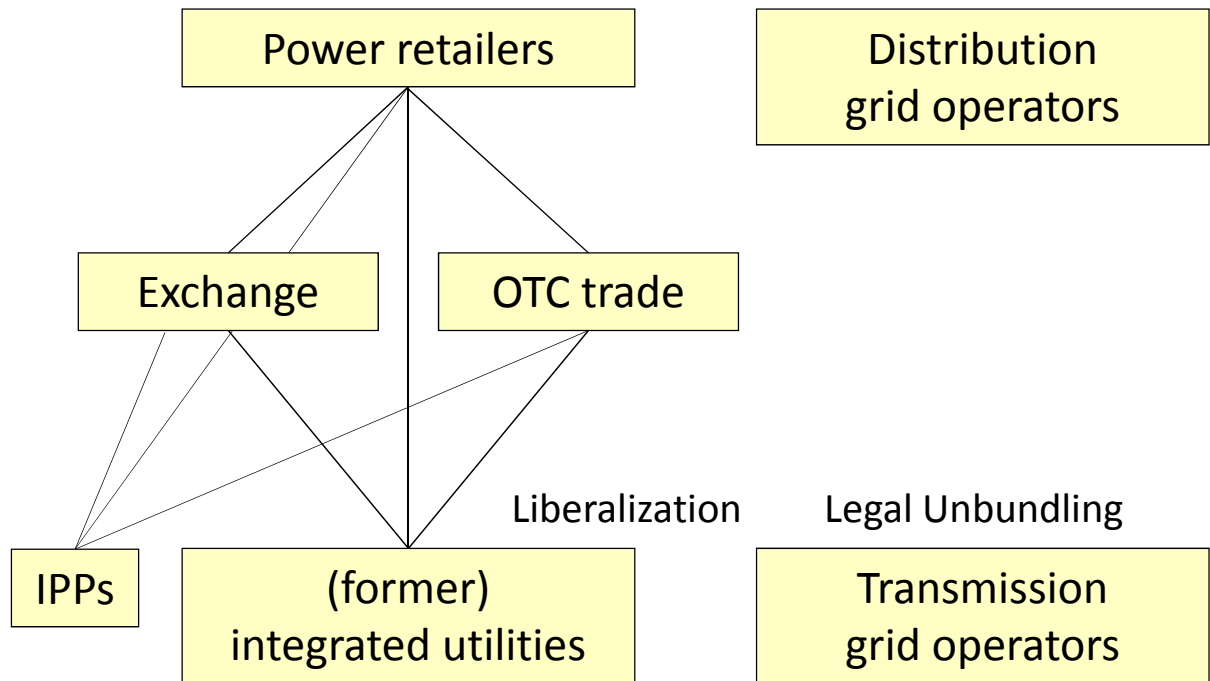 Power retailers
Distribution
grid operators
Exchange
OTC trade
Liberalization
Legal Unbundling
IPPs
(former)
integrated utilities
Transmission
grid operators